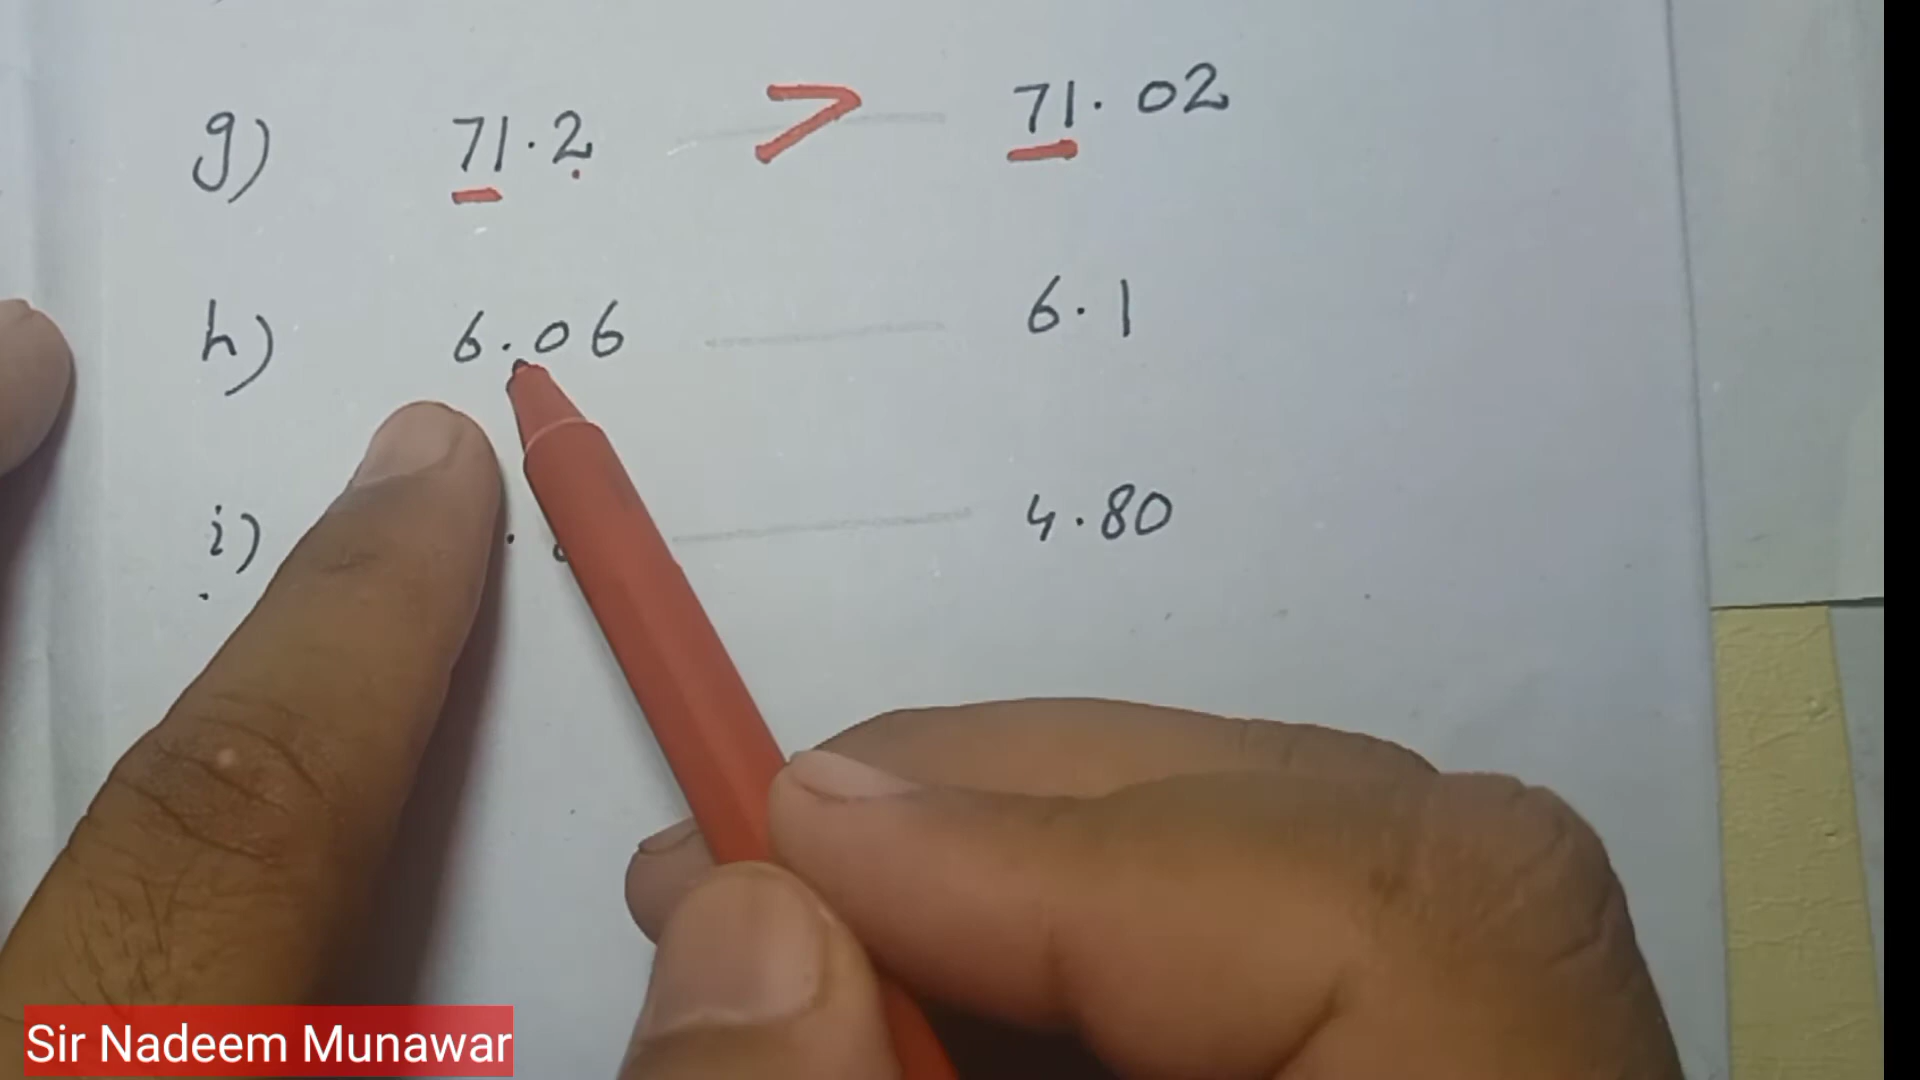 g) 71.2 > 71.02
h) 6.06 6.1
i) 4.80
Sir Nadeem Munawar